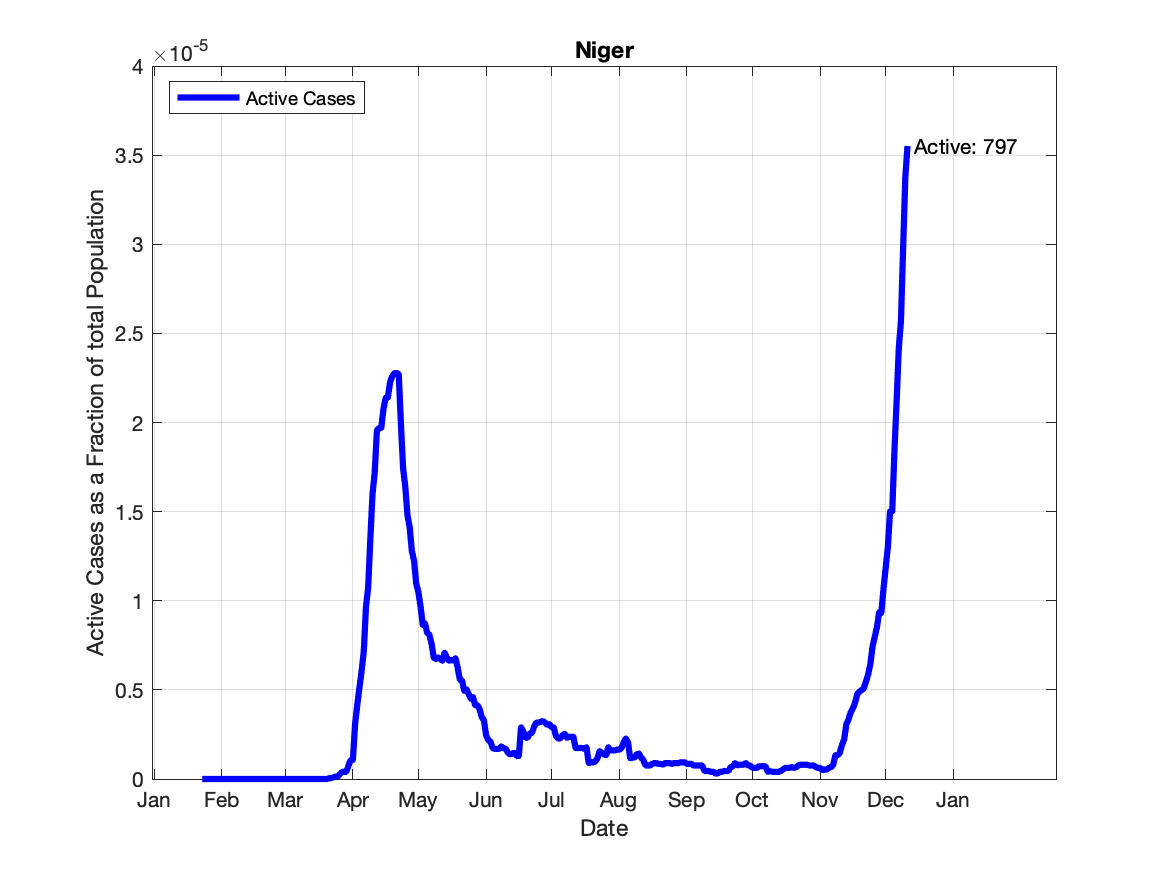 Niger
×10-5
Active Cases
4
3.5
3
2.5
2
1.5
1
0.5
0
Active: 797
Active Cases as a Fraction of total Population
Jan Feb Mar Apr May Jun Jul Aug Sep Oct Nov Dec Jan
Date